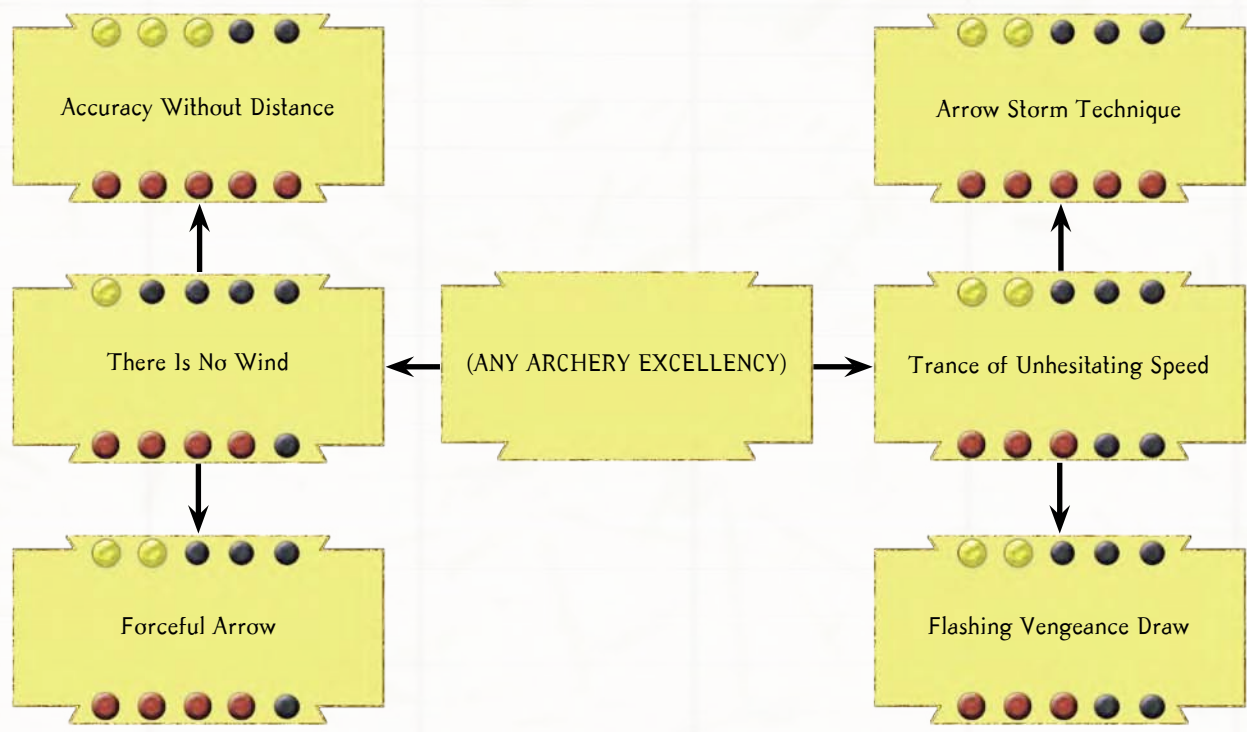 Accuracy Without Distance
Arrow Storm Technique
There Is No Wind
(ANY ARCHERY EXCELLENCY)
Trance of Unhesitating Speed
Forceful Arrow
Flashing Vengeance Draw